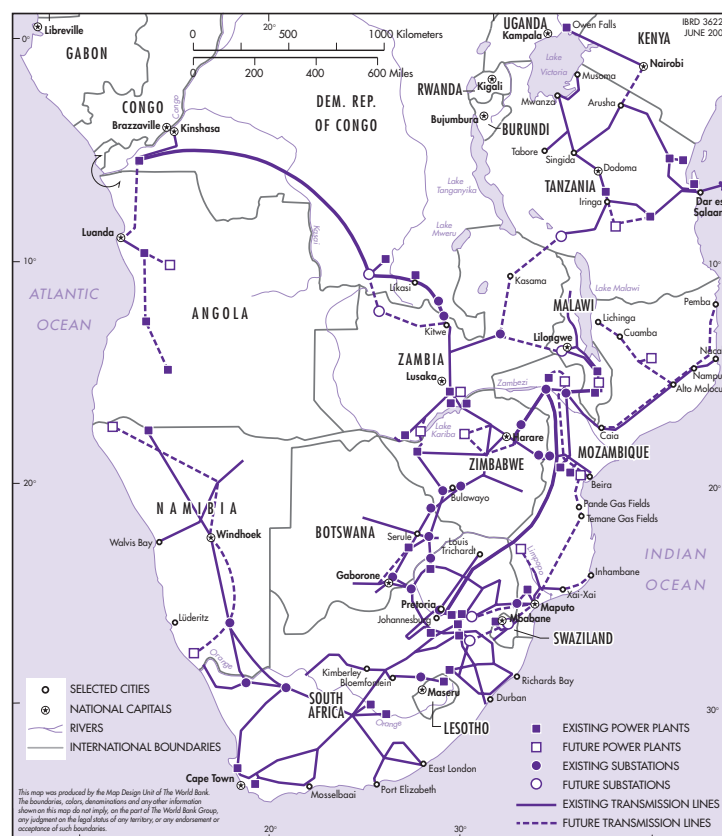 IBRD 3622
JUNE 200
Libreville
20°
0°
GABON
0 500 1000 Kilometers
0 200 400 600 Miles
UGANDA
Kampala
Owen Falls
KENYA
Nairobi
Lake
Victoria
Musoma
RWANDA
Kigali
Mwanza
Arusha
CONGO
Congo
Brazzaville
Kinshasa
DEM. REP.
OF CONGO
Bujumbura
BURUNDI
Tabore
Singida
Dodoma
TANZANIA
Iringa
Dar es
Salaam
Lake
Tanganyika
Lake
Mweru
Kasai
Luanda
10°
10°
Likasi
Kasama
Lake Malawi
MALAWI
Pemba
Lichinga
Cuamba
ATLANTIC
OCEAN
ANGOLA
Kitwe
Lilongwe
Naca
Nampu
Alto Molocu
ZAMBIA
Lusaka
Zambezi
Lake
Kariba
Harare
Caia
MOZAMBIQUE
ZIMBABWE
Beira
20°
20°
Bulawayo
Pande Gas Fields
Temane Gas Fields
NAMIBIA
Windhoek
Walvis Bay
BOTSWANA
Serule
Louis
Trichardt
Limpopo
INDIAN
OCEAN
Inhambane
Gaborone
Xai-Xai
Pretoria
Johannesburg
Maputo
Mbabane
SWAZILAND
Lüderitz
Orange
Kimberley
Bloemfontein
Maseru
Richards Bay
Durban
SOUTH
AFRICA
LESOTHO
Orange
30°
East London
Port Elizabeth
Mosselbaai
Cape Town
SELECTED CITIES
NATIONAL CAPITALS
RIVERS
INTERNATIONAL BOUNDARIES
EXISTING POWER PLANTS
FUTURE POWER PLANTS
EXISTING SUBSTATIONS
FUTURE SUBSTATIONS
EXISTING TRANSMISSION LINES
FUTURE TRANSMISSION LINES
This map was produced by the Map Design Unit of The World Bank.
The boundaries, colors, denominations and any other information
shown on this map do not imply, on the part of The World Bank Group,
any judgment on the legal status of any territory, or any endorsement or
acceptance of such boundaries.
20°
30°